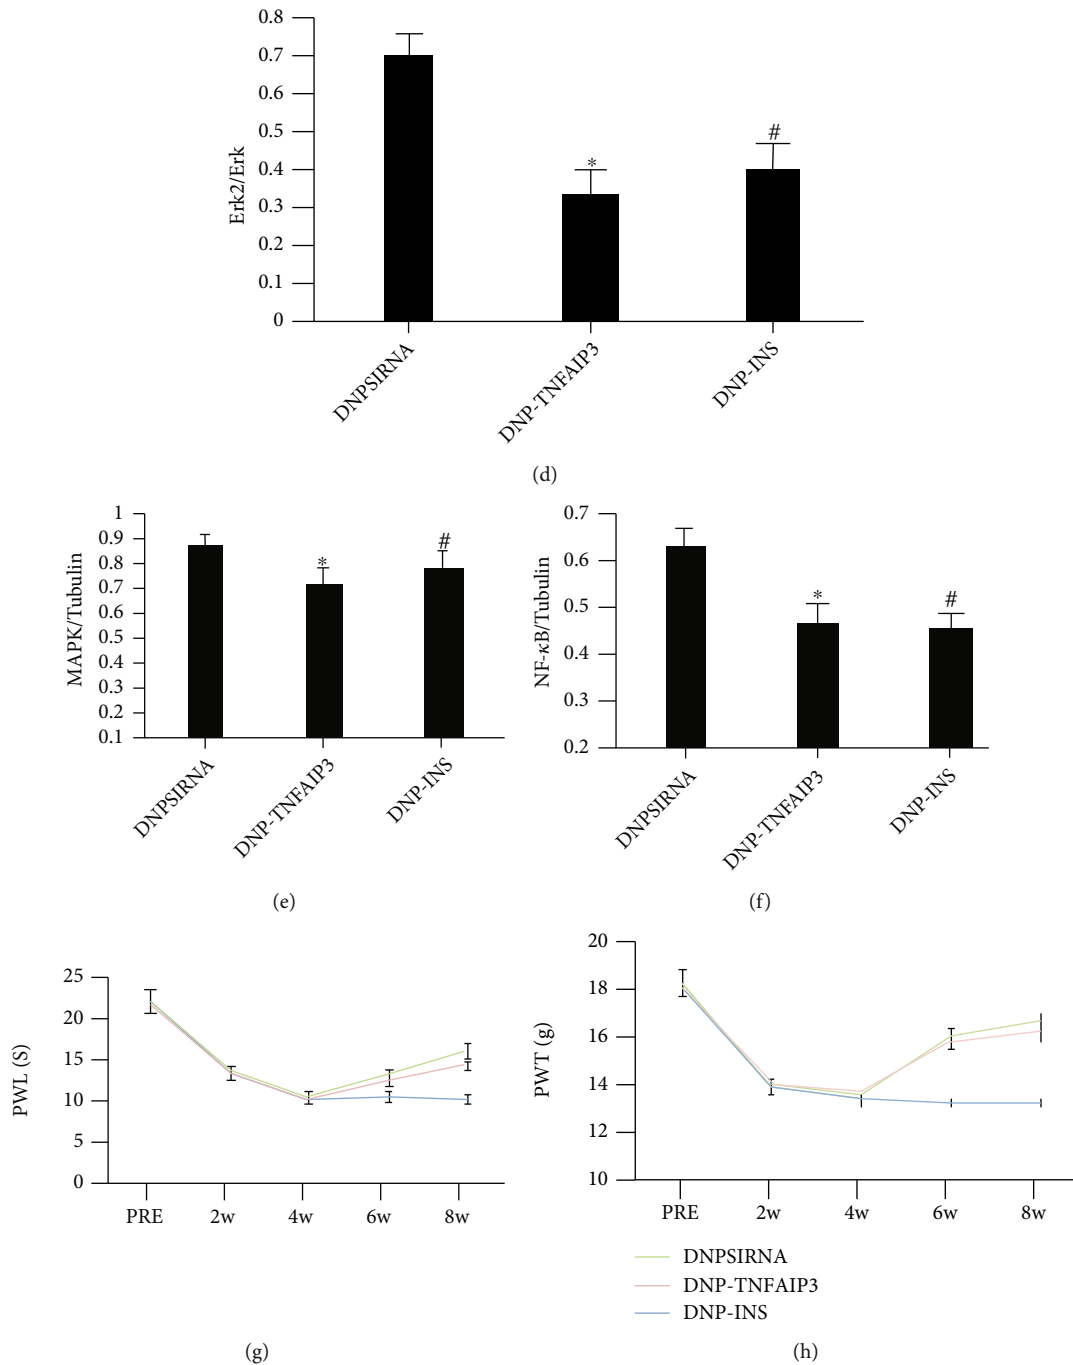 0.8
0.7
0.6
0.5
0.4
0.3
0.2
0.1
0
Erk2/Erk
*
#
DNPSIRNA
DNP-TNFAIP3
DNP-INS
(d)
1
0.9
0.8
0.7
0.6
0.5
0.4
0.3
0.2
0.1
MAPK/Tubulin
*
#
DNPSIRNA
DNP-TNFAIP3
DNP-INS
(e)
0.7
0.6
0.5
0.4
0.3
0.2
NF-κB/Tubulin
*
#
DNPSIRNA
DNP-TNFAIP3
DNP-INS
(f)
25
20
15
10
5
0
PWL (S)
PRE 2w 4w 6w 8w
(g)
20
18
16
14
12
10
PWT (g)
PRE 2w 4w 6w 8w
DNPSIRNA
DNP-TNFAIP3
DNP-INS
(h)